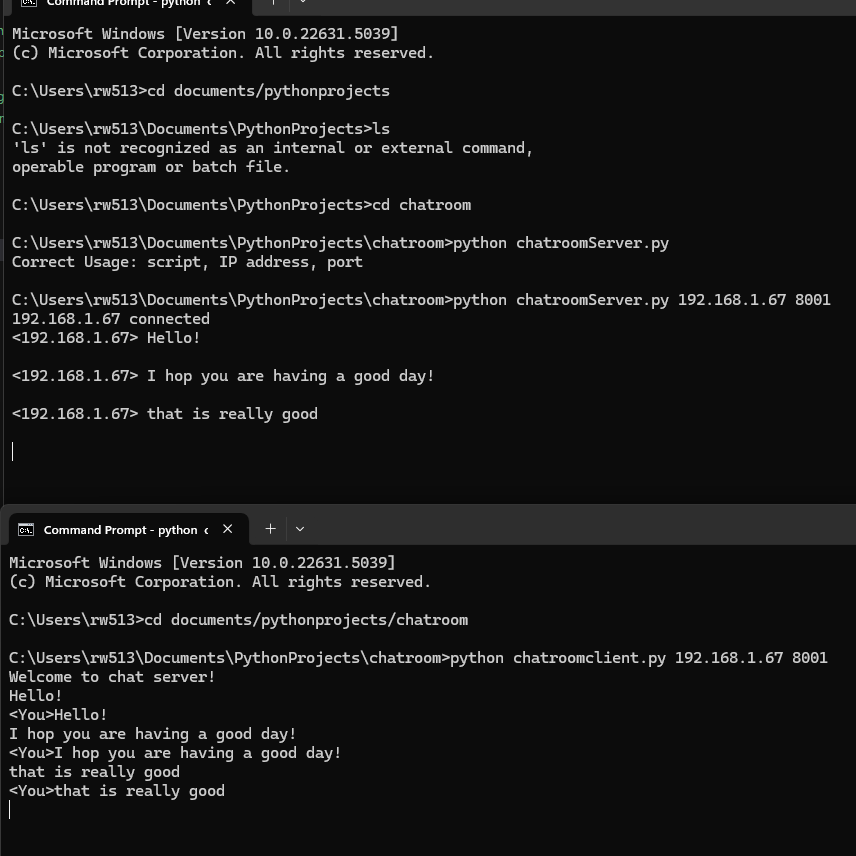 Command Prompt - python c
Microsoft Windows [Version 10.0.22631.5039]
(c) Microsoft Corporation. All rights reserved.
C:\Users\rw513>cd documents/pythonprojects
C:\Users\rw513\Documents\PythonProjects>ls
'ls' is not recognized as an internal or external command,
operable program or batch file.
C:\Users\rw513\Documents\PythonProjects>cd chatroom
C:\Users\rw513\Documents\PythonProjects\chatroom>python chatroomServer.py
Correct Usage: script, IP address, port
C:\Users\rw513\Documents\PythonProjects\chatroom>python chatroomServer.py 192.168.1.67 8001
192.168.1.67 connected
<192.168.1.67> Hello!
<192.168.1.67> I hop you are having a good day!
<192.168.1.67> that is really good
Command Prompt - python c
Microsoft Windows [Version 10.0.22631.5039]
(c) Microsoft Corporation. All rights reserved.
C:\Users\rw513>cd documents/pythonprojects/chatroom
C:\Users\rw513\Documents\PythonProjects\chatroom>python chatroomclient.py 192.168.1.67 8001
Welcome to chat server!
Hello!
<You>Hello!
I hop you are having a good day!
<You>I hop you are having a good day!
that is really good
<You>that is really good